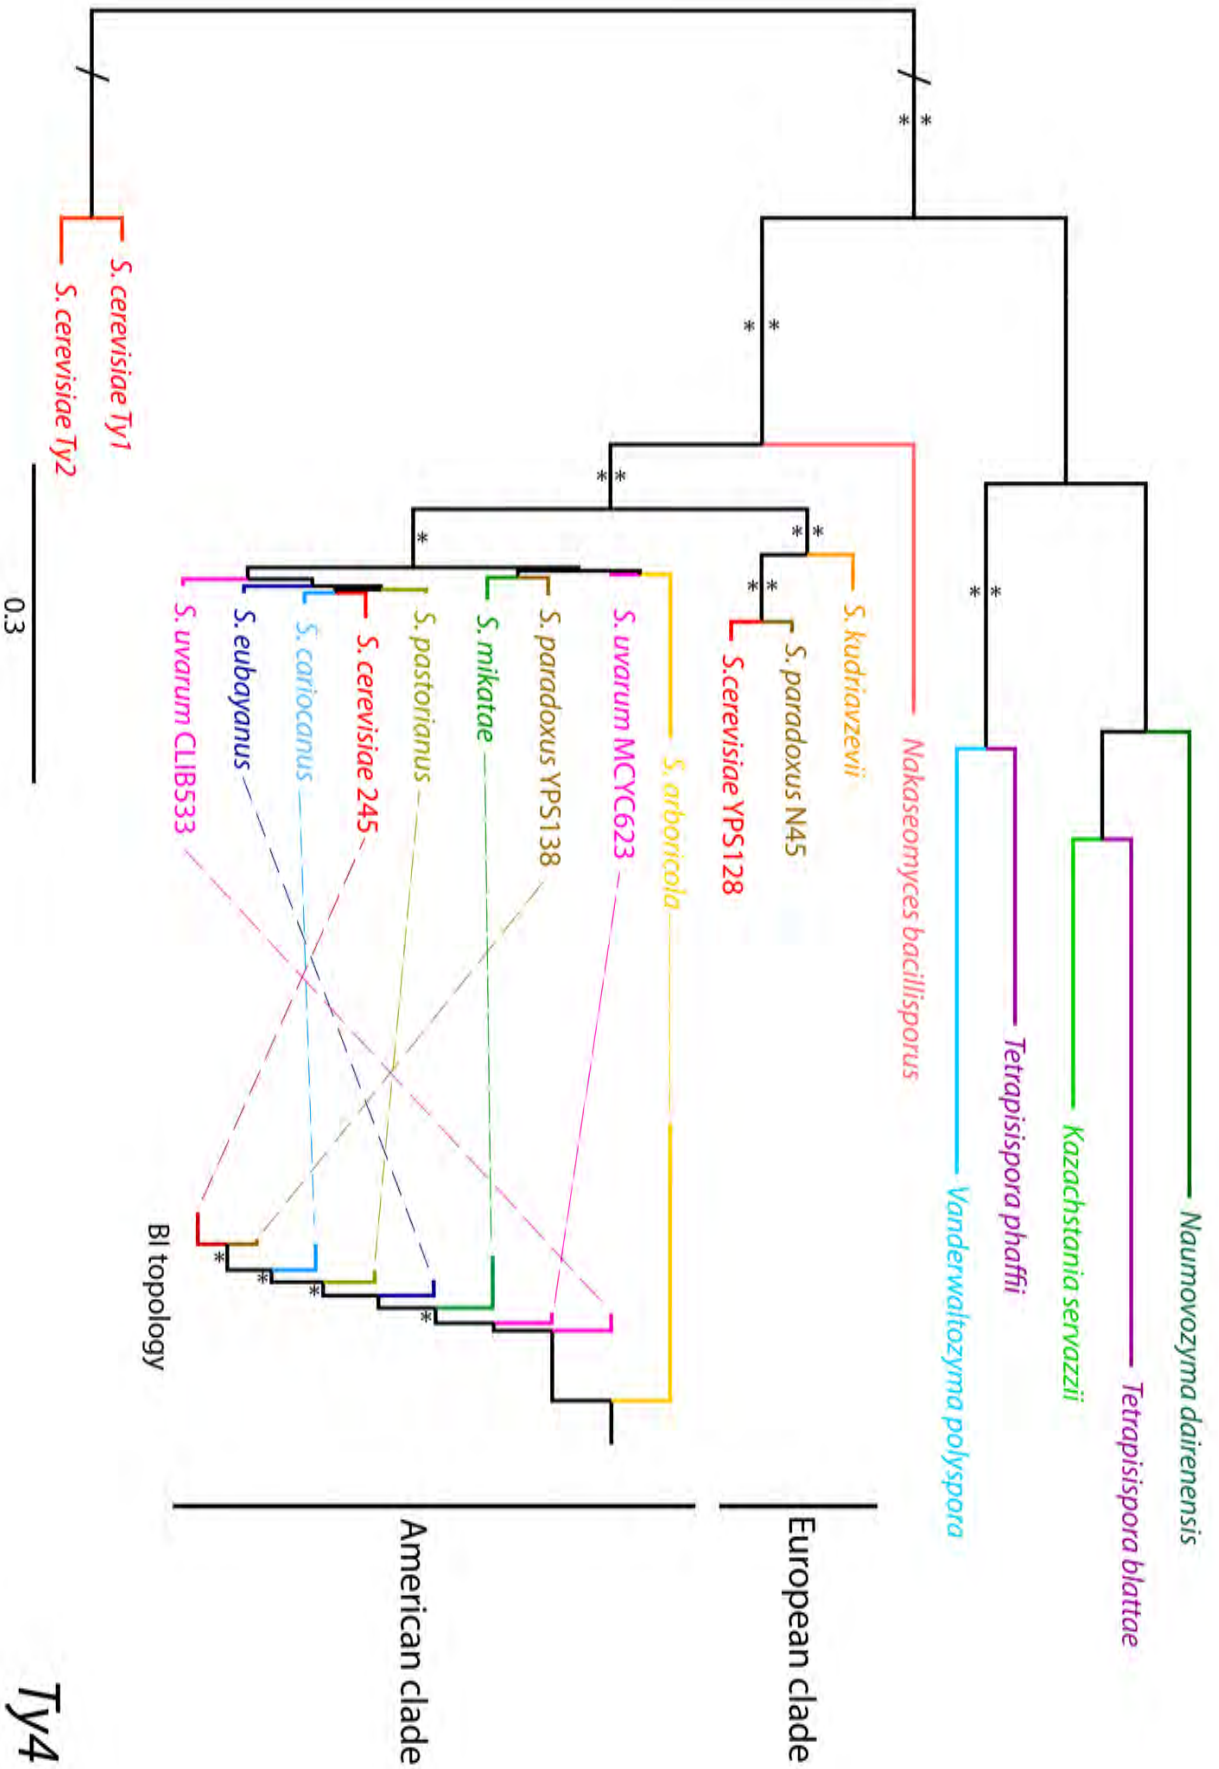 Naumovozyma dairenensis
Tetrapisispora blattae
Kazachstania servazzii
Tetrapisispora phaffii
Vanderwaltozyma polyspora
Nakaseomyces bacillisporus
S. kudriavzevii
S. paradoxus N45
S.cerevisiae YPS128
European clade
S. arboricola
S. uvarum MCYC623
S. paradoxus YPS138
S. mikatae
S. pastorianus
S. cerevisiae 245
S. cariocanus
S. eubayanus
S. uvarum CLIB533
American clade
BI topology
S. cerevisiae Ty1
S. cerevisiae Ty2
0.3
Ty4